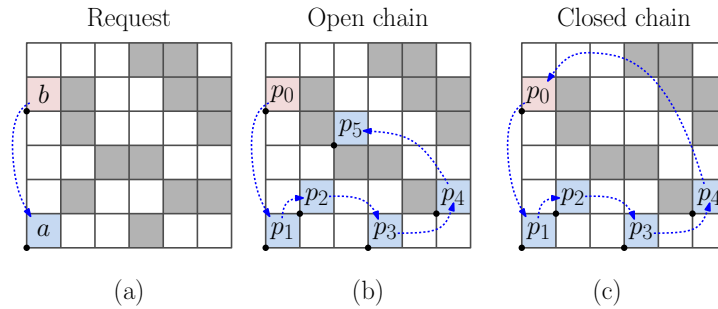 Request
Open chain
Closed chain
b
p0
p0
p5
p2
p4
p2
p4
a
p1
p3
p1
p3
(a)
(b)
(c)